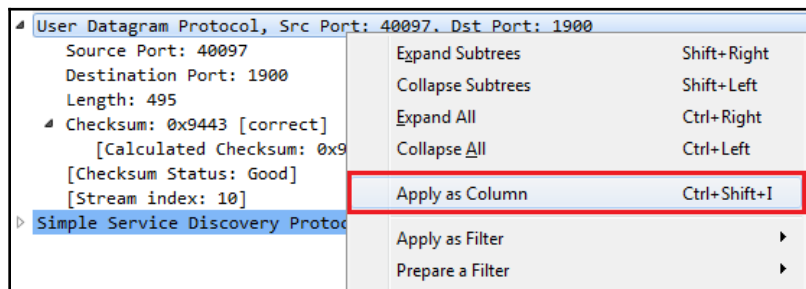 User Datagram Protocol, Src Port: 40097, Dst Port: 1900
Source Port: 40097
Destination Port: 1900
Length: 495
Checksum: 0x9443 [correct]
[Calculated Checksum: 0x9
[Checksum Status: Good]
[Stream index: 10]
Simple Service Discovery Protoc
Expand Subtrees Shift+Right
Collapse Subtrees Shift+Left
Expand All Ctrl+Right
Collapse All Ctrl+Left
Apply as Column Ctrl+Shift+I
Apply as Filter
Prepare a Filter